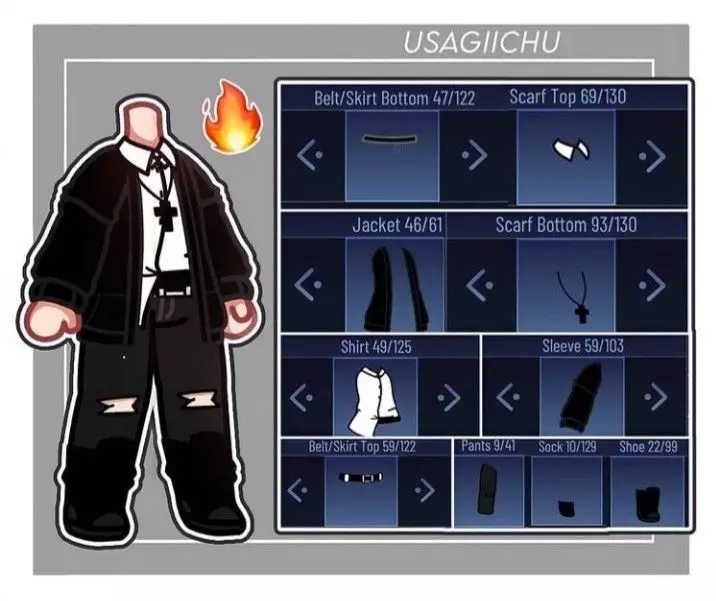 USAGIICHU
Belt/Skirt Bottom 47/122
Scarf Top 69/130
Jacket 46/61
Scarf Bottom 93/130
Shirt 49/125
Sleeve 59/103
Belt/Skirt Top 59/122
Pants 9/41
Sock 10/129
Shoe 22/99